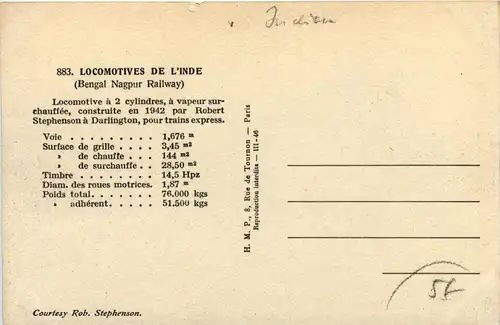 Indien
883. LOCOMOTIVES DE L'INDE
(Bengal Nagpur Railway)
Locomotive à 2 cylindres, à vapeur sur-
chauffée, construite en 1942 par Robert
Stephenson à Darlington, pour trains express.
Voie . . . . . . . . . 1,676 m
Surface de grille . . . . 3,45 m2
» de chauffe . . . 144 m2
» de surchauffe . . 28,50 m2
Timbre . . . . . . . . 14,5 Hpz
Diam. des roues motrices. 1,87 m
Poids total. . . . . . . . 76.000 kgs
» adhérent. . . . . 51.500 kgs
H. M. P., 8, Rue de Tournon — Paris
Reproduction interdite — III-46
Courtesy Rob. Stephenson.